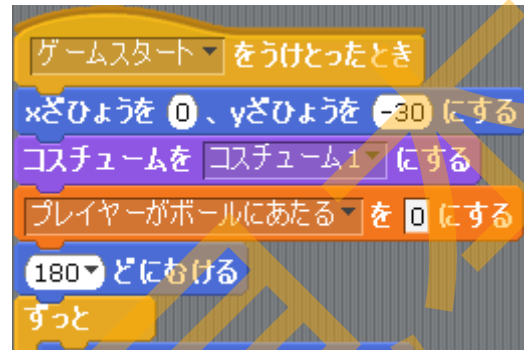 ゲームスタート をうけとったとき
xざひょうを 0 、yざひょうを -30 にする
コスチュームを コスチューム1 にする
プレイヤーがボールにあたる を 0 にする
180 どにむける
ずっと